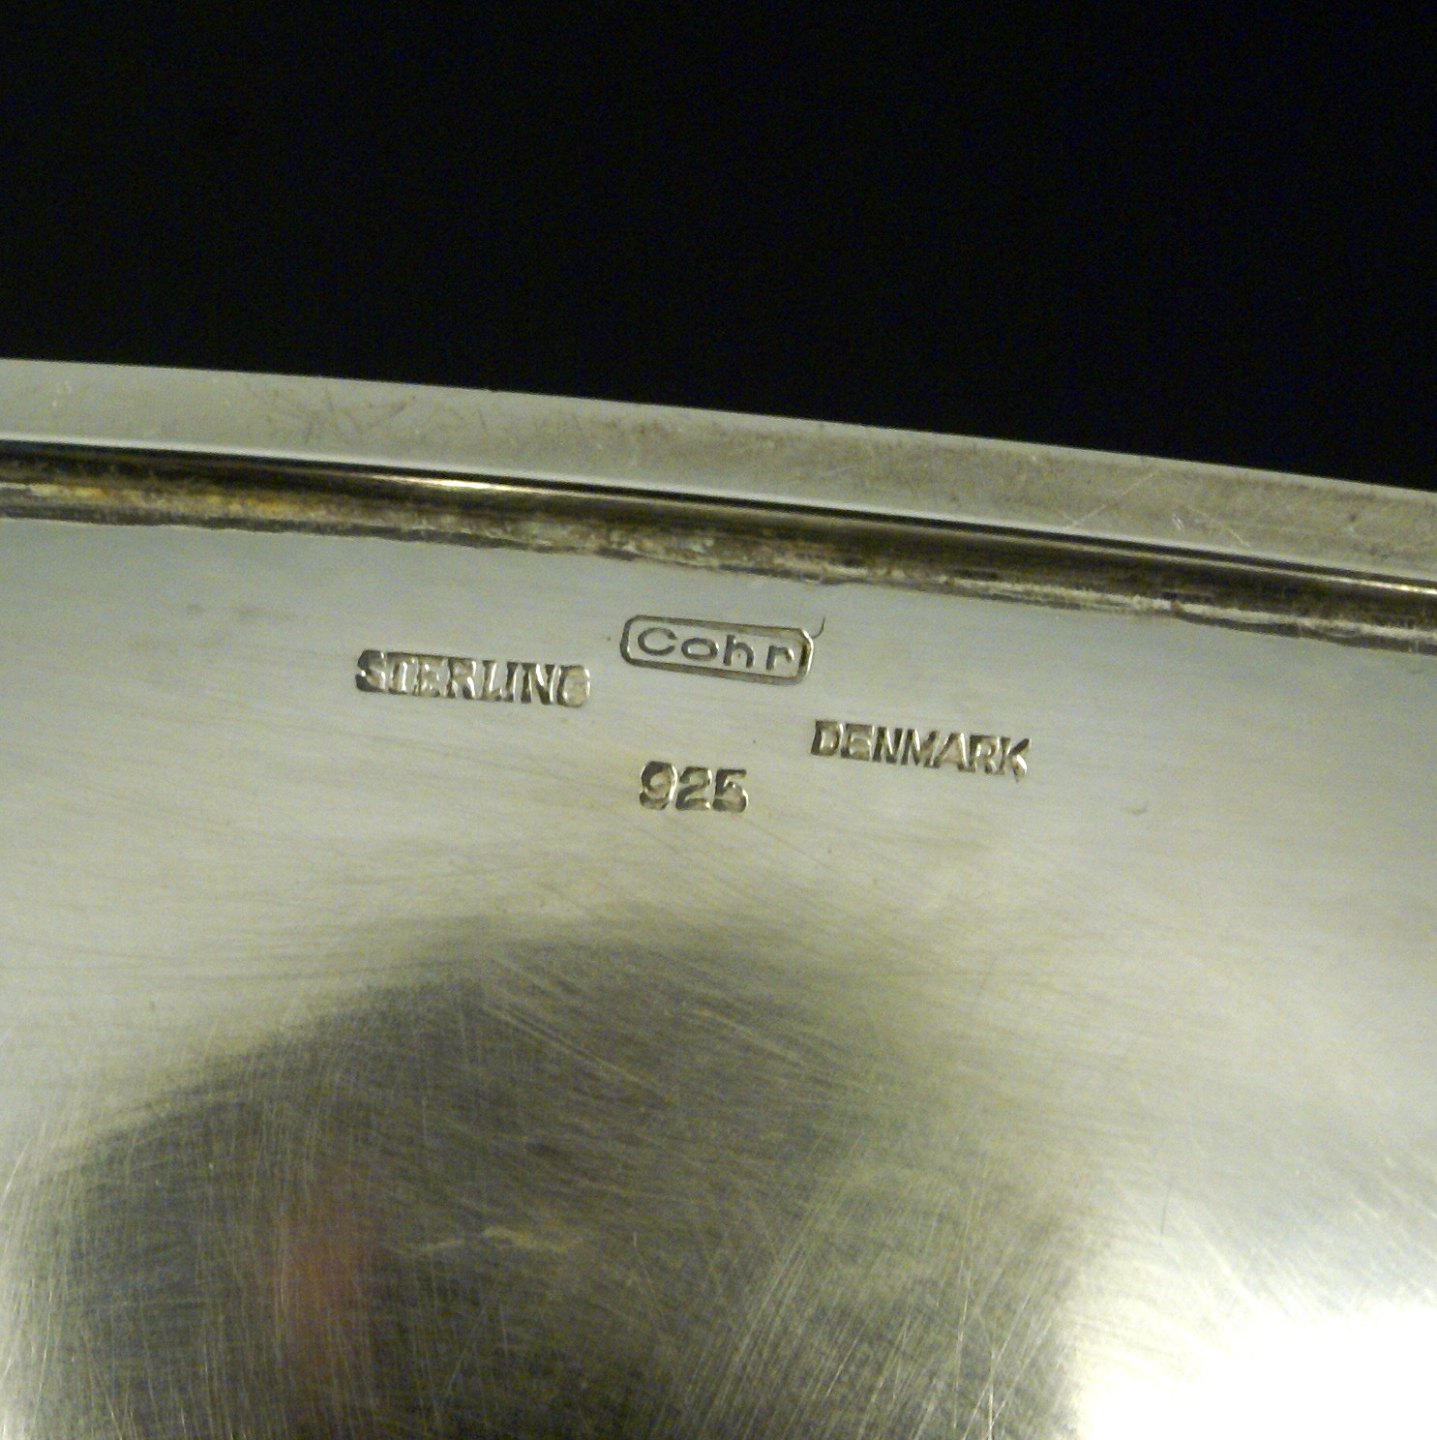 Cohr
STERLING
DENMARK
925